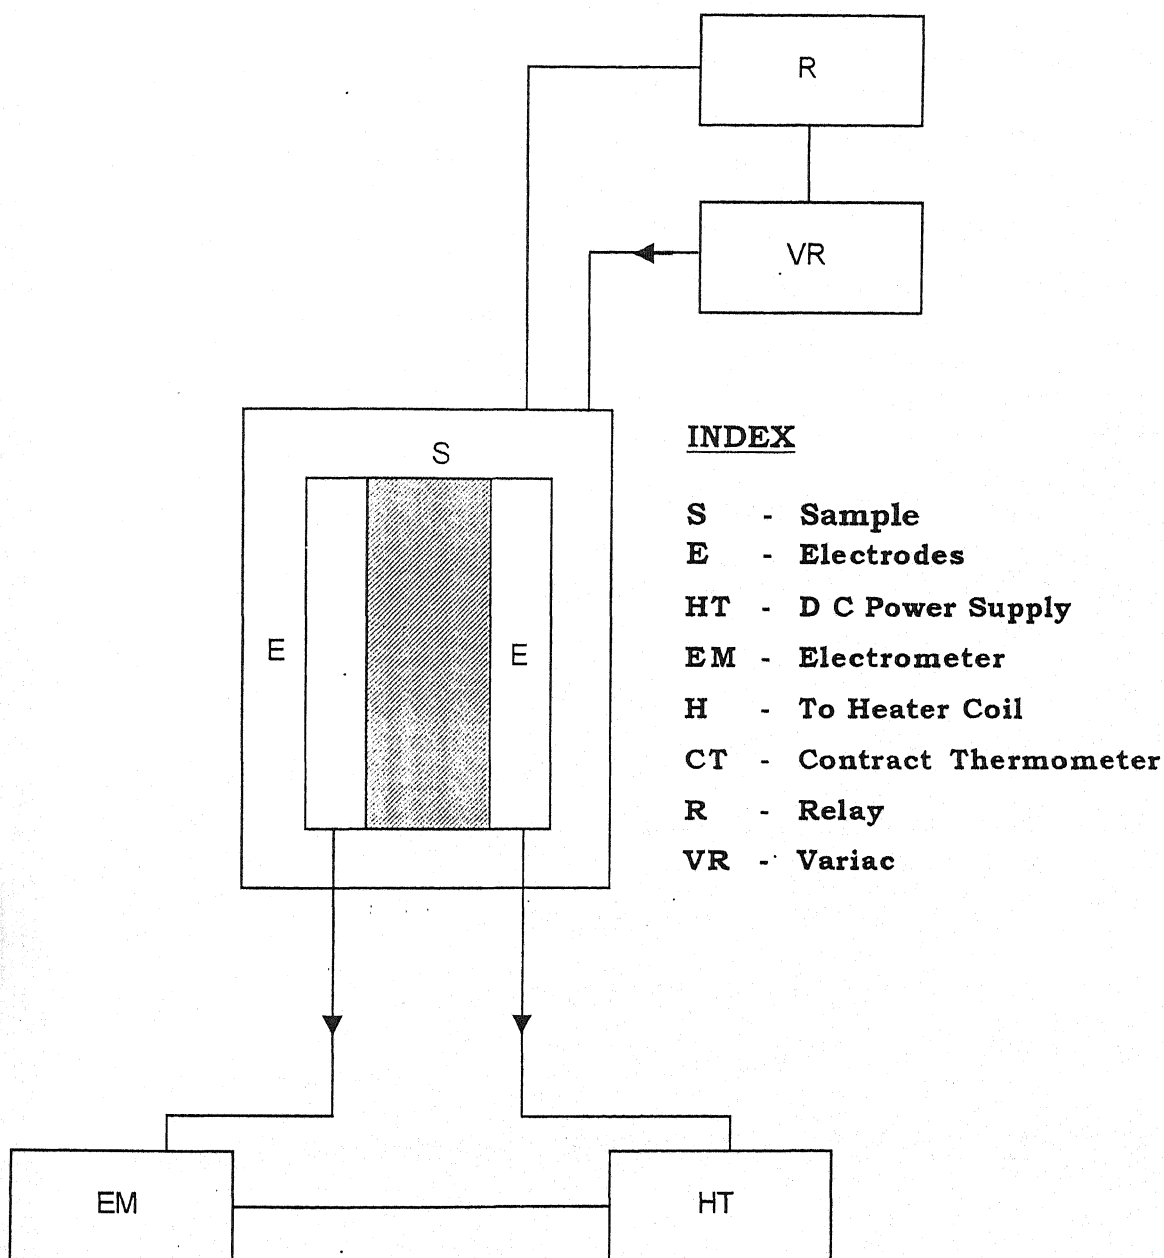 R
VR
S
E
E
INDEX
S - Sample
E - Electrodes
HT - D C Power Supply
EM - Electrometer
H - To Heater Coil
CT - Contract Thermometer
R - Relay
VR - Variac
EM
HT